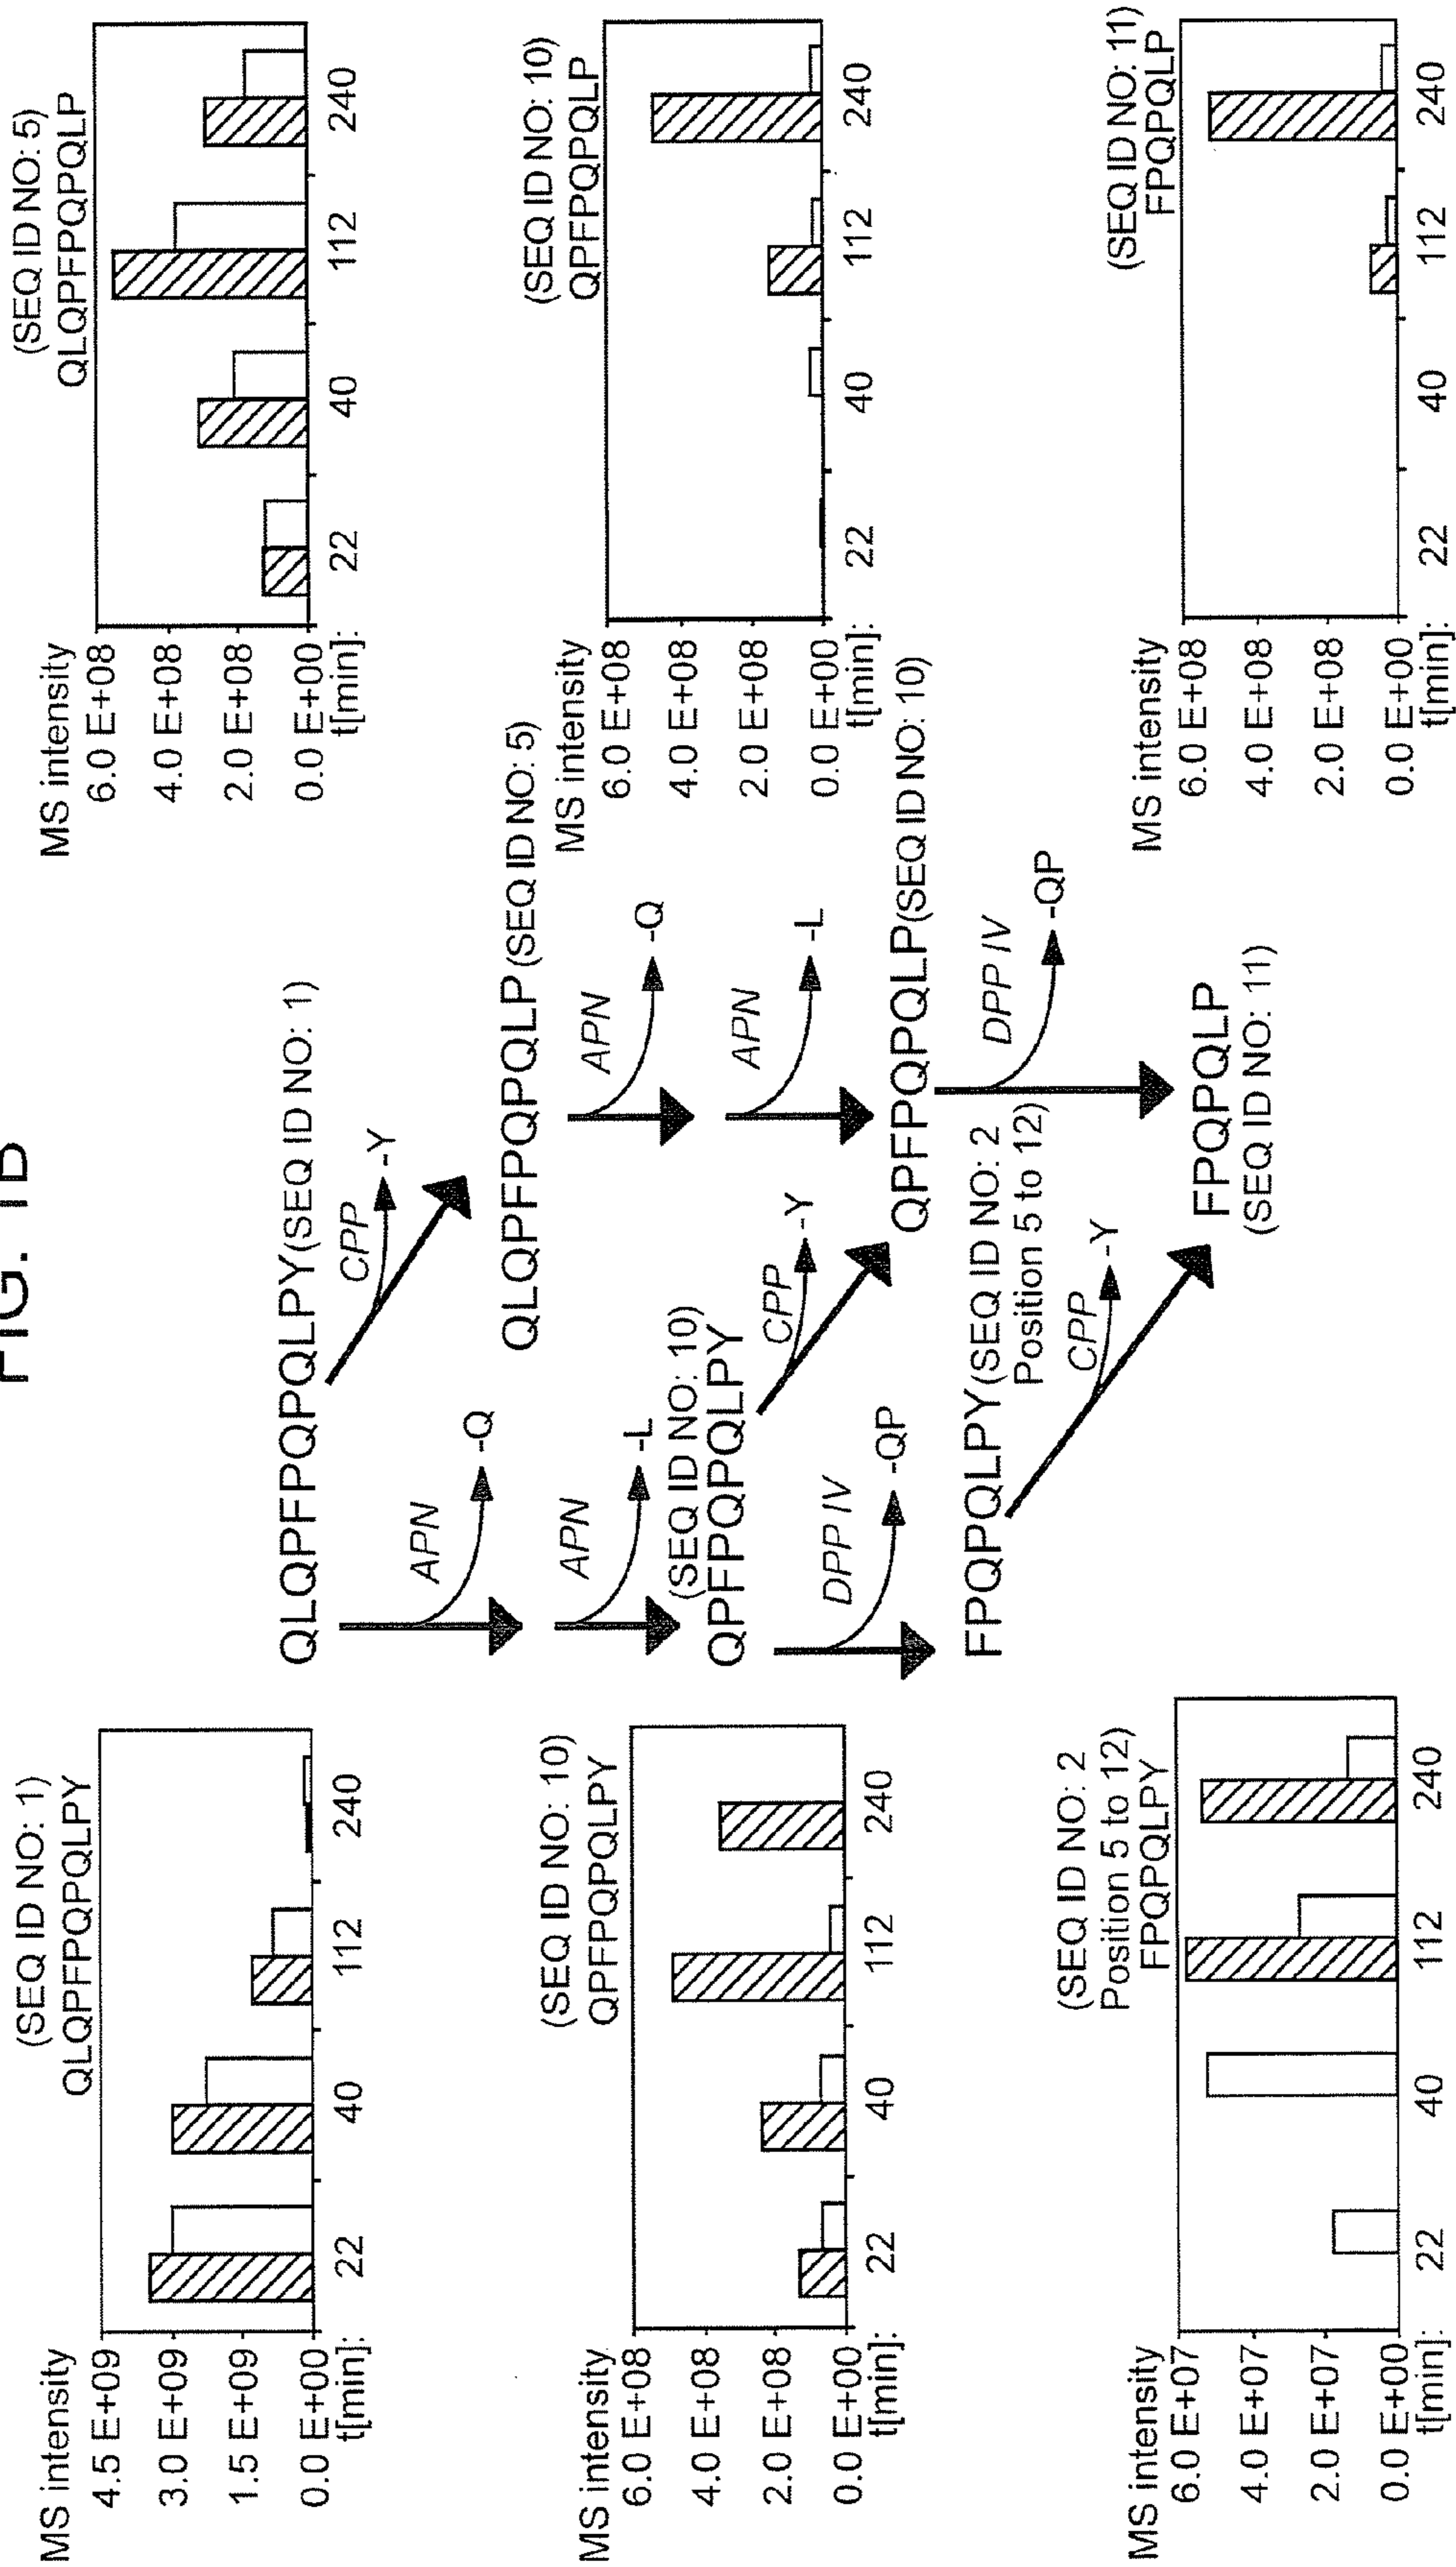 FIG.
(SEQ ID NO: 1)
QLQPFPQPQLPY
MS intensity
4.5 E+09
3.0 E+09
1.5 E+09
0.0 E+00
t[min]:
22
40
112
240
(SEQ ID NO: 10)
QPFPQPQLPY
MS intensity
6.0 E+08
4.0 E+08
2.0 E+08
0.0 E+00
t[min]:
22
40
112
240
(SEQ ID NO: 2
Position 5 to 12)
FPQPQLPY
MS intensity
6.0 E+07
4.0 E+07
2.0 E+07
0.0 E+00
t[min]:
22
40
112
240
QLQPFPQPQLPY(SEQ ID NO: 1)
CPP
-Y
APN
-Q
QLQPFPQPQLP(SEQ ID NO: 5)
APN
-Q
APN
-L
APN
-L
(SEQ ID NO: 10)
QPFPQPQLPY
CPP
-Y
QPFPQPQLP(SEQ ID NO: 10)
DPP IV
-QP
DPP IV
-QP
FPQPQLPY(SEQ ID NO: 2
Position 5 to 12)
CPP
-Y
FPQPQLP
(SEQ ID NO: 11)
(SEQ ID NO: 5)
QLQPFPQPQLP
MS intensity
6.0 E+08
4.0 E+08
2.0 E+08
0.0 E+00
t[min]:
22
40
112
240
(SEQ ID NO: 10)
QPFPQPQLP
MS intensity
6.0 E+08
4.0 E+08
2.0 E+08
0.0 E+00
t[min]:
22
40
112
240
(SEQ ID NO: 11)
FPQPQLP
MS intensity
6.0 E+08
4.0 E+08
2.0 E+08
0.0 E+00
t[min]:
22
40
112
240